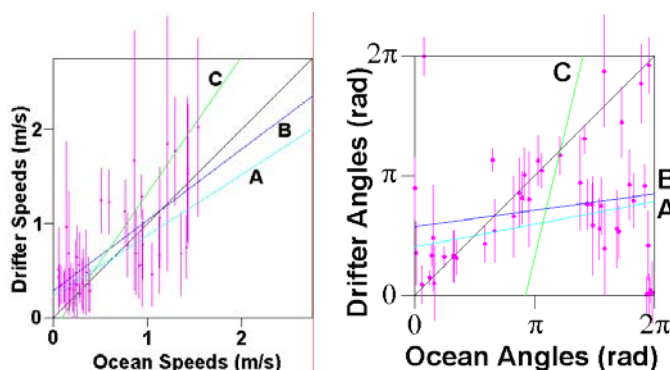 Drifter Speeds (m/s)
2
1
0
C
B
A
0
1
2
Ocean Speeds (m/s)
Drifter Angles (rad)
2π
π
0
C
B
A
0
π
2π
Ocean Angles (rad)